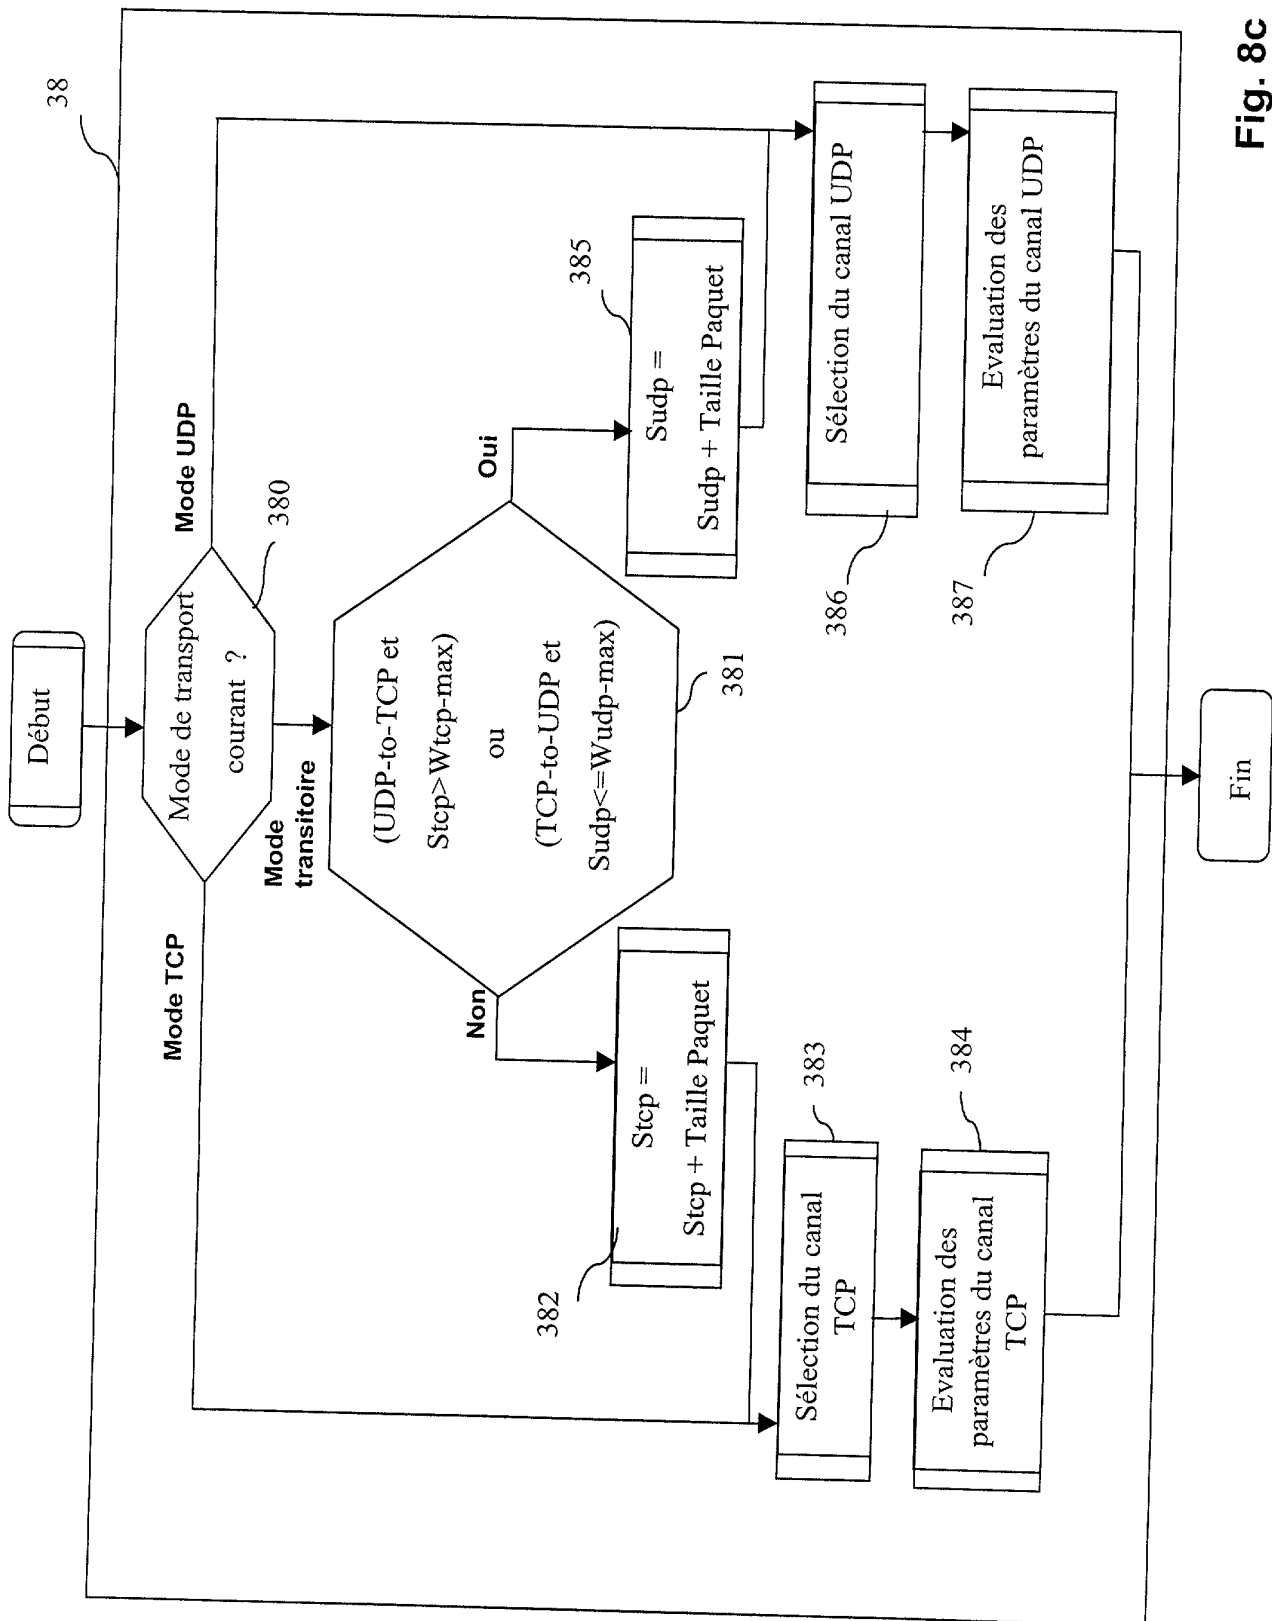 38
Début
Mode de transport
courant ?
380
Mode TCP
Mode UDP
Mode
transitoire
(UDP-to-TCP et
Stcp>Wtcp-max)
ou
(TCP-to-UDP et
Sudp<=Wudp-max)
381
Non
Oui
Stcp =
Stcp + Taille Paquet
382
Sudp =
Sudp + Taille Paquet
385
Sélection du canal
TCP
383
Evaluation des
paramètres du canal
TCP
384
Sélection du canal UDP
386
Evaluation des
paramètres du canal UDP
387
Fin
Fig. 8c